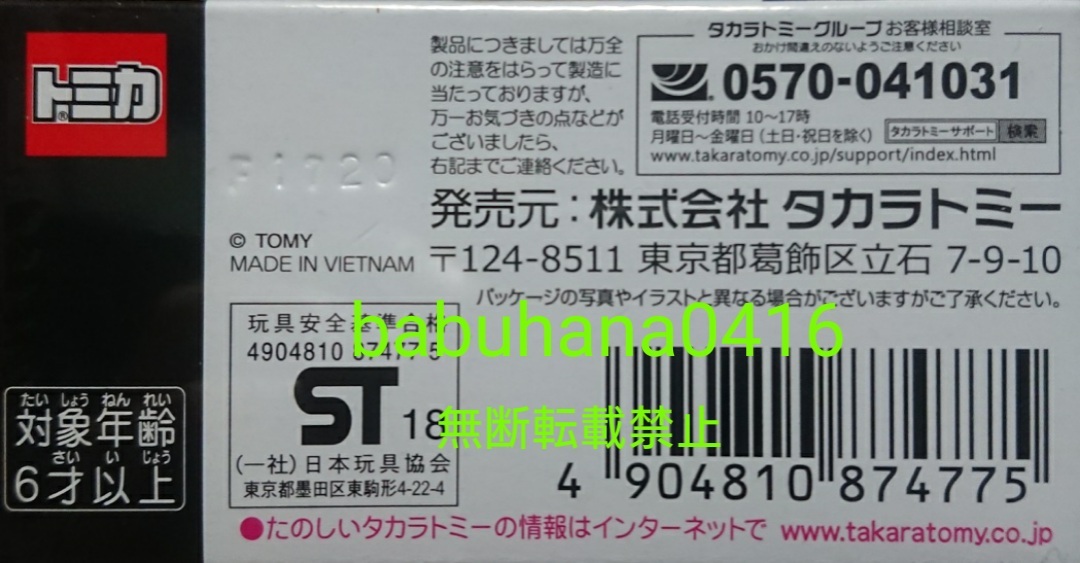 トミカ®
製品につきましては万全
の注意をはらって製造に
当たっておりますが、
万一お気づきの点などが
ございましたら、
右記までご連絡ください。
タカラトミーグループ お客様相談室
おかけ間違えのないようご注意ください
0570-041031
電話受付時間 10～17時
月曜日～金曜日 (土日・祝日を除く) タカラトミーサポート 検索
www.takaratomy.co.jp/support/index.html
発売元：株式会社 タカラトミー
© TOMY
MADE IN VIETNAM
〒124-8511 東京都葛飾区立石 7-9-10
パッケージの写真やイラストと異なる場合がございますがご了承ください。
babuhana0416
無断転載禁止
玩具安全基準合格
4904810 87477 5
ST 18
(一社) 日本玩具協会
東京都墨田区東駒形4-22-4
4 904810 874775
たいしょうねんれい
対象年齢
さいいじょう
6才以上
●たのしいタカラトミーの情報はインターネットで www.takaratomy.co.jp